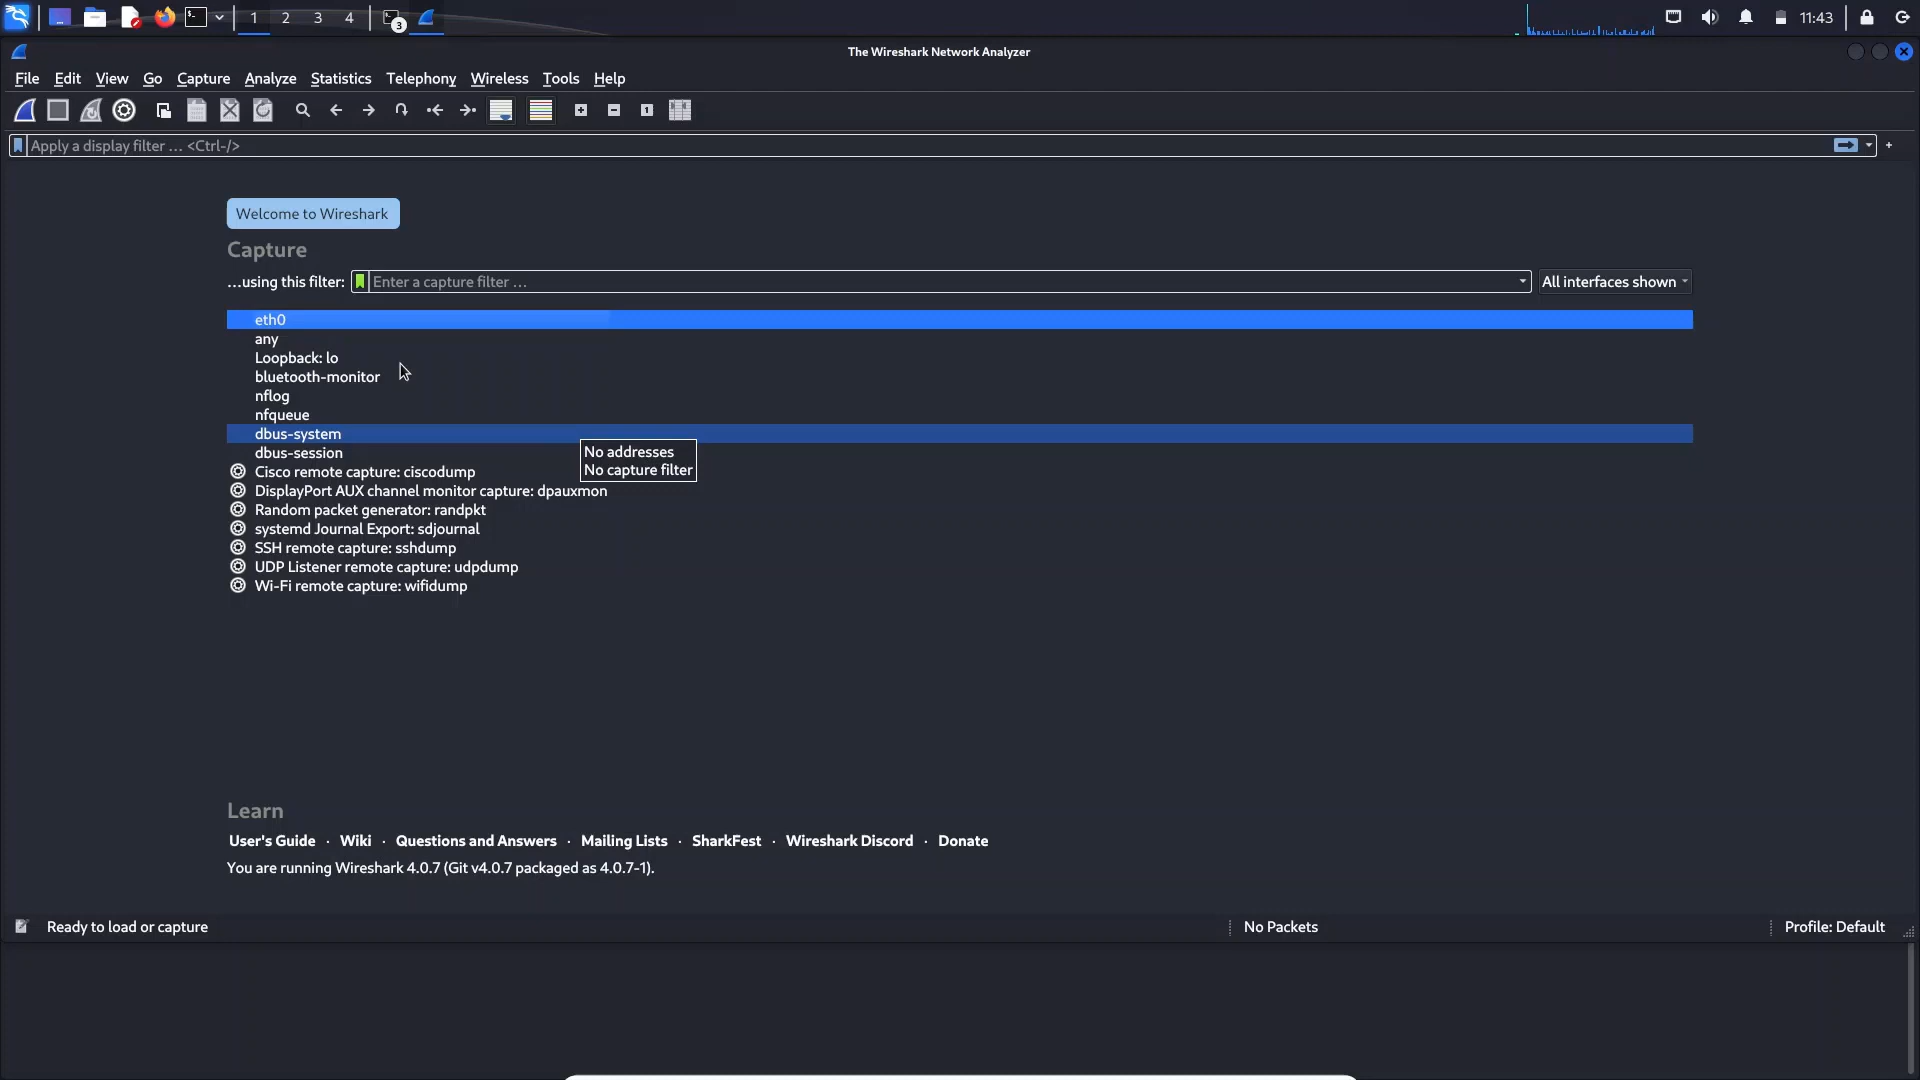 1 2 3 4 3 11:43
The Wireshark Network Analyzer
File Edit View Go Capture Analyze Statistics Telephony Wireless Tools Help
Apply a display filter … <Ctrl-/> +
Welcome to Wireshark
Capture
…using this filter: Enter a capture filter … All interfaces shown
eth0
any
Loopback: lo
bluetooth-monitor
nflog
nfqueue
dbus-system
dbus-session
No addresses
No capture filter
Cisco remote capture: ciscodump
DisplayPort AUX channel monitor capture: dpauxmon
Random packet generator: randpkt
systemd Journal Export: sdjournal
SSH remote capture: sshdump
UDP Listener remote capture: udpdump
Wi-Fi remote capture: wifidump
Learn
User's Guide · Wiki · Questions and Answers · Mailing Lists · SharkFest · Wireshark Discord · Donate
You are running Wireshark 4.0.7 (Git v4.0.7 packaged as 4.0.7-1).
Ready to load or capture No Packets Profile: Default